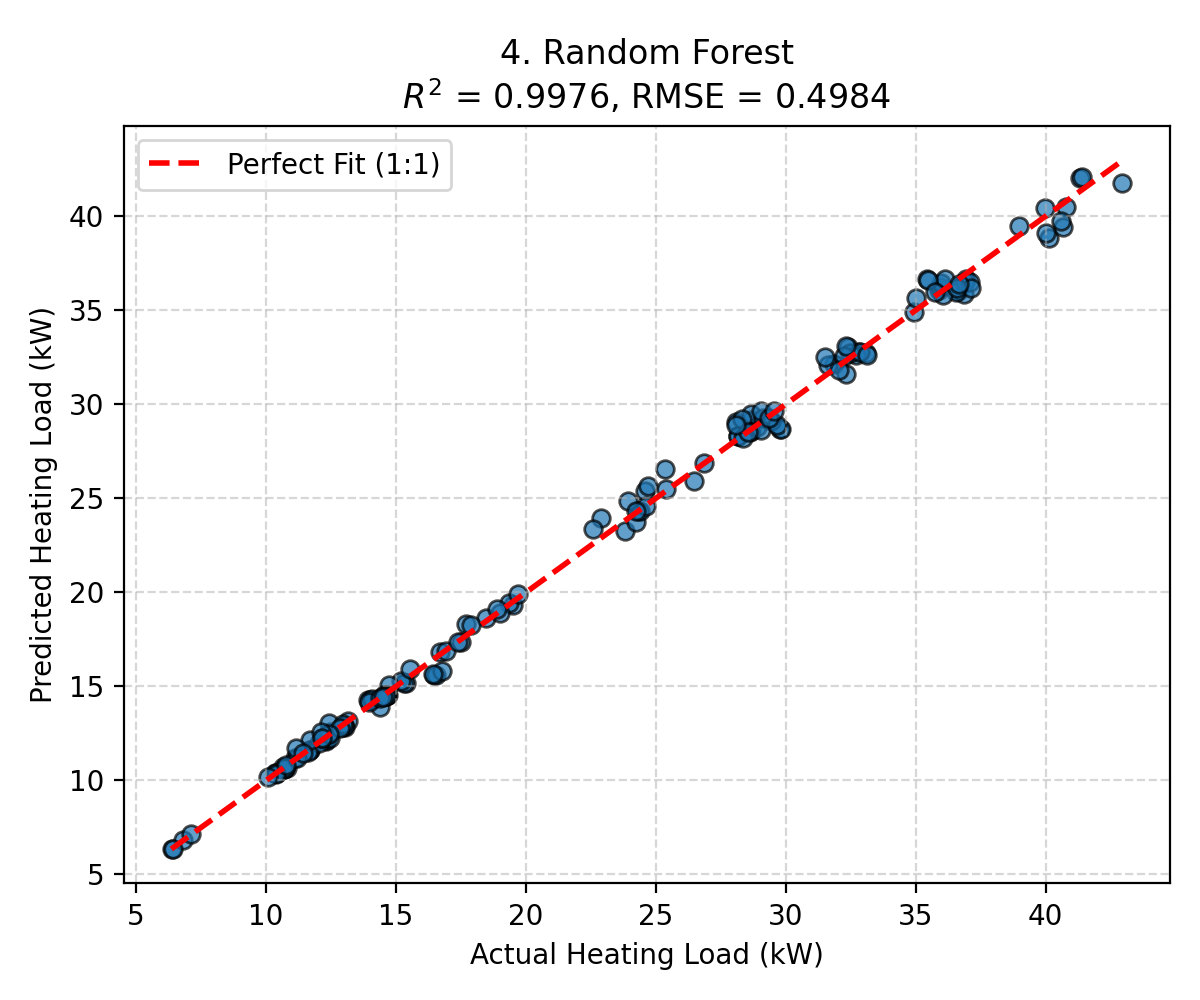 4. Random Forest
R² = 0.9976, RMSE = 0.4984
Perfect Fit (1:1)
Predicted Heating Load (kW)
40
35
30
25
20
15
10
5
5 10 15 20 25 30 35 40
Actual Heating Load (kW)